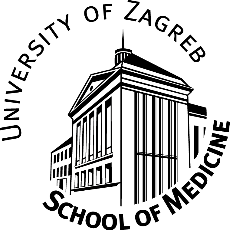 UNIVERSITY OF ZAGREB
SCHOOL OF MEDICINE